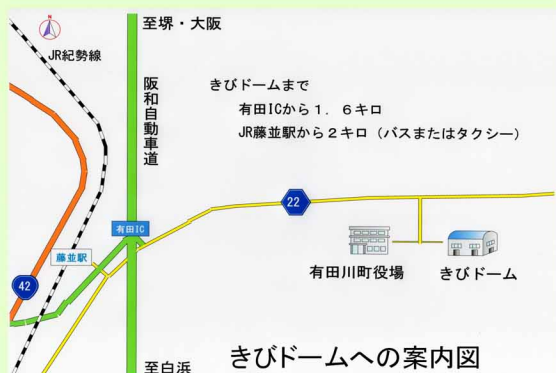 至堺・大阪
JR紀勢線
阪和自動車道
きびドームまで
有田ICから1．6キロ
JR藤並駅から2キロ（バスまたはタクシー）
22
有田IC
藤並駅
有田川町役場
きびドーム
42
至白浜
きびドームへの案内図